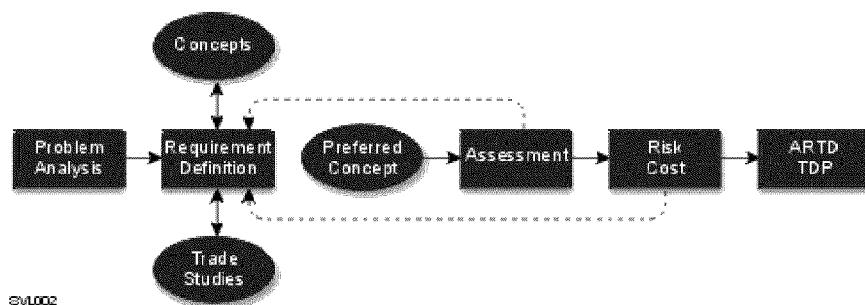 Concepts
Problem
Analysis
Requirement
Definition
Preferred
Concept
Assessment
Risk
Cost
ARTD
TDP
Trade
Studies
SVL002